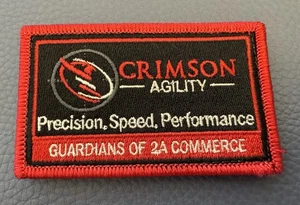 CRIMSON
AGILITY
Precision. Speed. Performance
GUARDIANS OF 2A COMMERCE